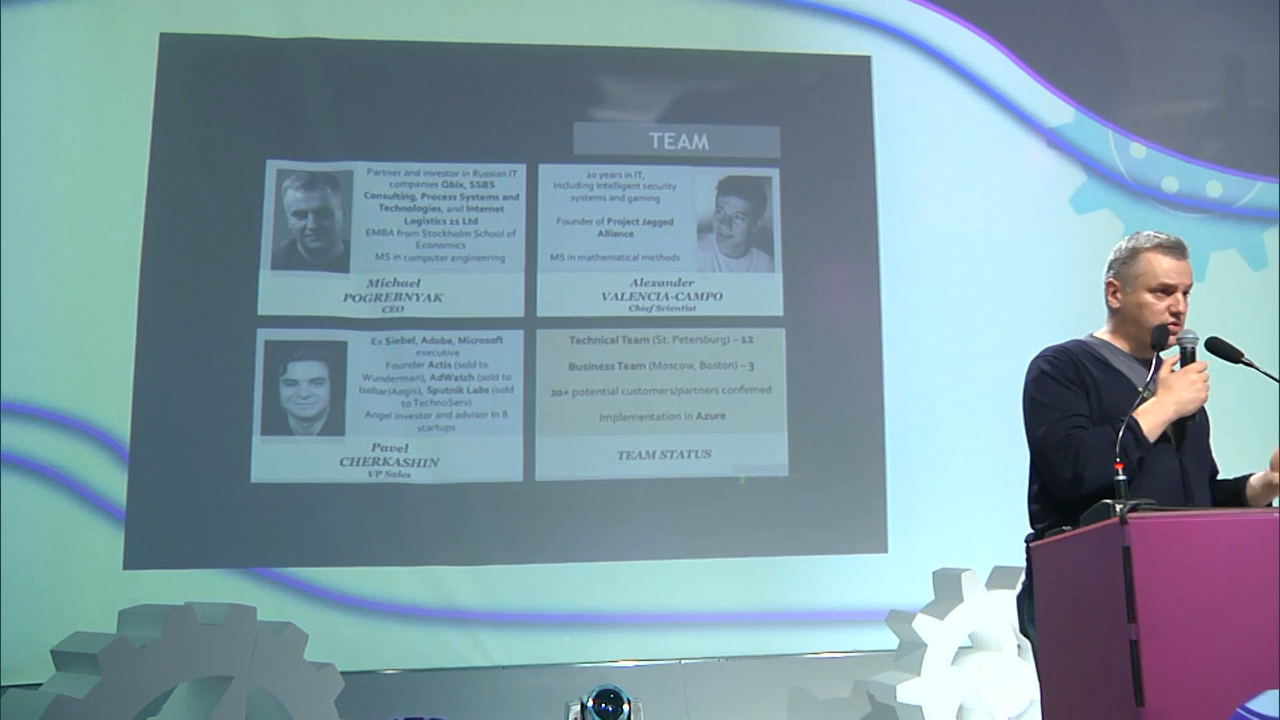 TEAM
Partner and investor in Russian IT
companies Qbix, SSBS
Consulting, Process Systems and
Technologies, and Internet
Logistics 21 Ltd
EMBA from Stockholm School of
Economics
MS in computer engineering
Michael
POGREBNYAK
CEO
20 years in IT,
Including Intelligent security
systems and gaming
Founder of Project Jagged
Alliance
MS in mathematical methods
Alexander
VALENCIA-CAMPO
Chief Scientist
Ex Siebel, Adobe, Microsoft
executive
Founder Actis (sold to
Wunderman), AdWatch (sold to
Isobar/Aegis), Sputnik Labs (sold
to TechnoServ)
Angel investor and advisor in 8
startups
Pavel
CHERKASHIN
VP Sales
Technical Team (St. Petersburg) – 12
Business Team (Moscow, Boston) – 3
20+ potential customers/partners confirmed
Implementation in Azure
TEAM STATUS